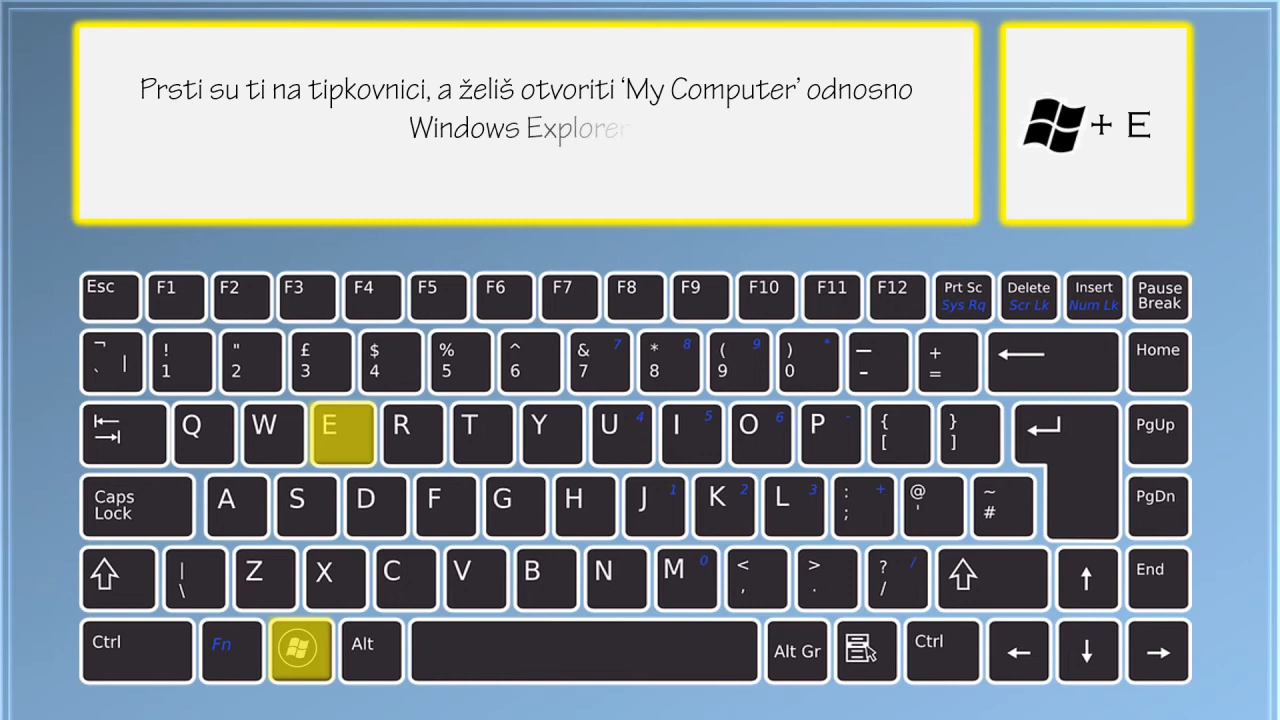 Prsti su ti na tipkovnici, a želiš otvoriti ‘My Computer’ odnosno
Windows Explorer
+ E
Esc F1 F2 F3 F4 F5 F6 F7 F8 F9 F10 F11 F12 Prt Sc Sys Rq Delete Scr Lk Insert Num Lk Pause Break
¬ ` | ! 1 " 2 £ 3 $ 4 % 5 ^ 6 & 7 7 * 8 8 ( 9 9 ) 0 * — - + = Home
Q W E R T Y U 4 I 5 O 6 P - { [ } ] PgUp
Caps Lock A S D F G H J 1 K 2 L 3 : ; + @ ' ~ # PgDn
| \ Z X C V B N M 0 < , > . ? / / End
Ctrl Fn Alt Alt Gr Ctrl